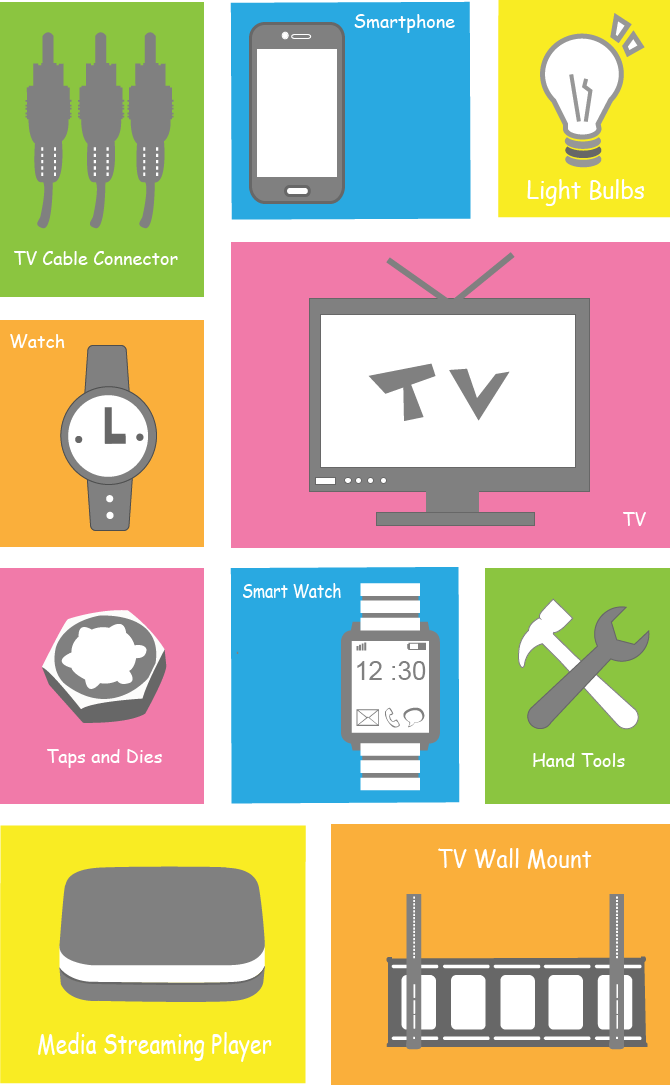 Smartphone
Light Bulbs
TV Cable Connector
Watch
TV
TV
Smart Watch
12 :30
Taps and Dies
Hand Tools
TV Wall Mount
Media Streaming Player